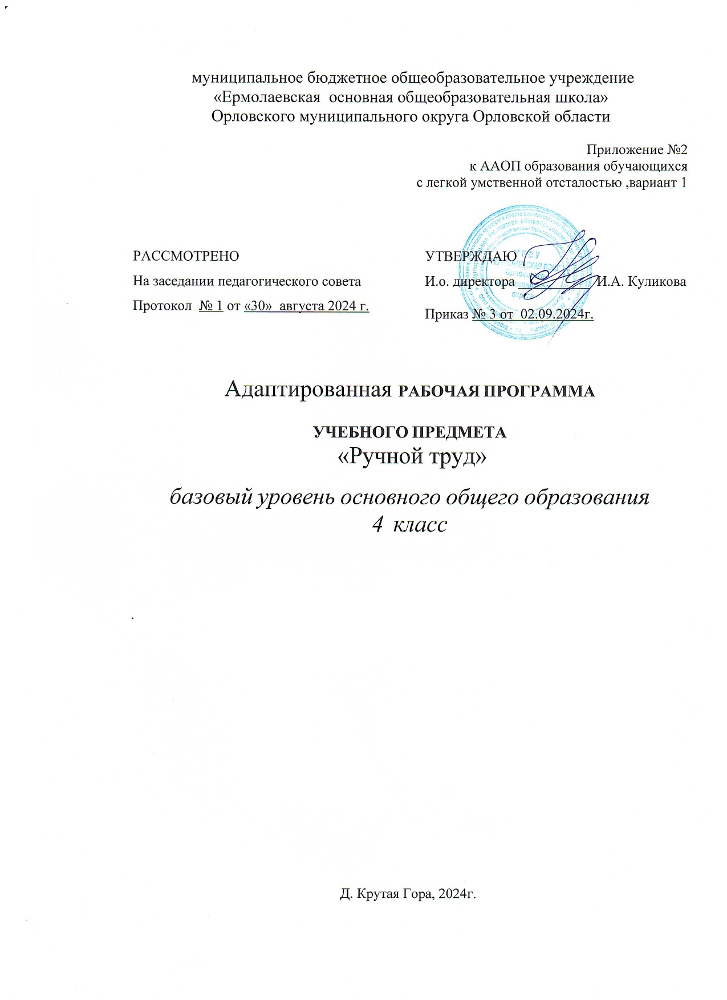 муниципальное бюджетное общеобразовательное учреждение
«Ермолаевская  основная общеобразовательная школа»
Орловского муниципального округа Орловской области
Приложение №2
к ААОП образования обучающихся
с легкой умственной отсталостью ,вариант 1
РАССМОТРЕНО
На заседании педагогического совета
Протокол  № 1 от «30»  августа 2024 г.
УТВЕРЖДАЮ
И.о. директора ___________И.А. Куликова
Приказ № 3 от  02.09.2024г.
Адаптированная РАБОЧАЯ ПРОГРАММА
УЧЕБНОГО ПРЕДМЕТА
«Ручной труд»
базовый уровень основного общего образования
4  класс
Д. Крутая Гора, 2024г.